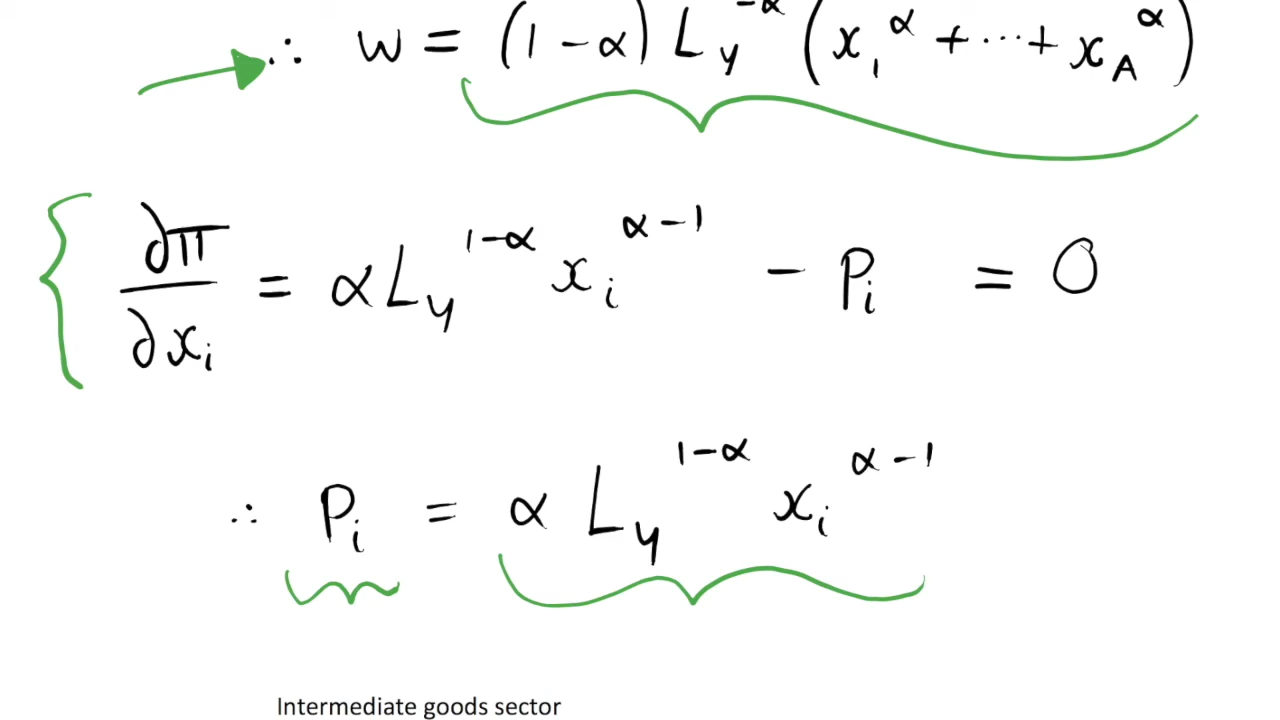 ∴ w = (1 - α) L_y^{-α} (x_1^α + ⋯ + x_A^α)
∂π/∂x_i = α L_y^{1-α} x_i^{α-1} - P_i = 0
∴ P_i = α L_y^{1-α} x_i^{α-1}
Intermediate goods sector